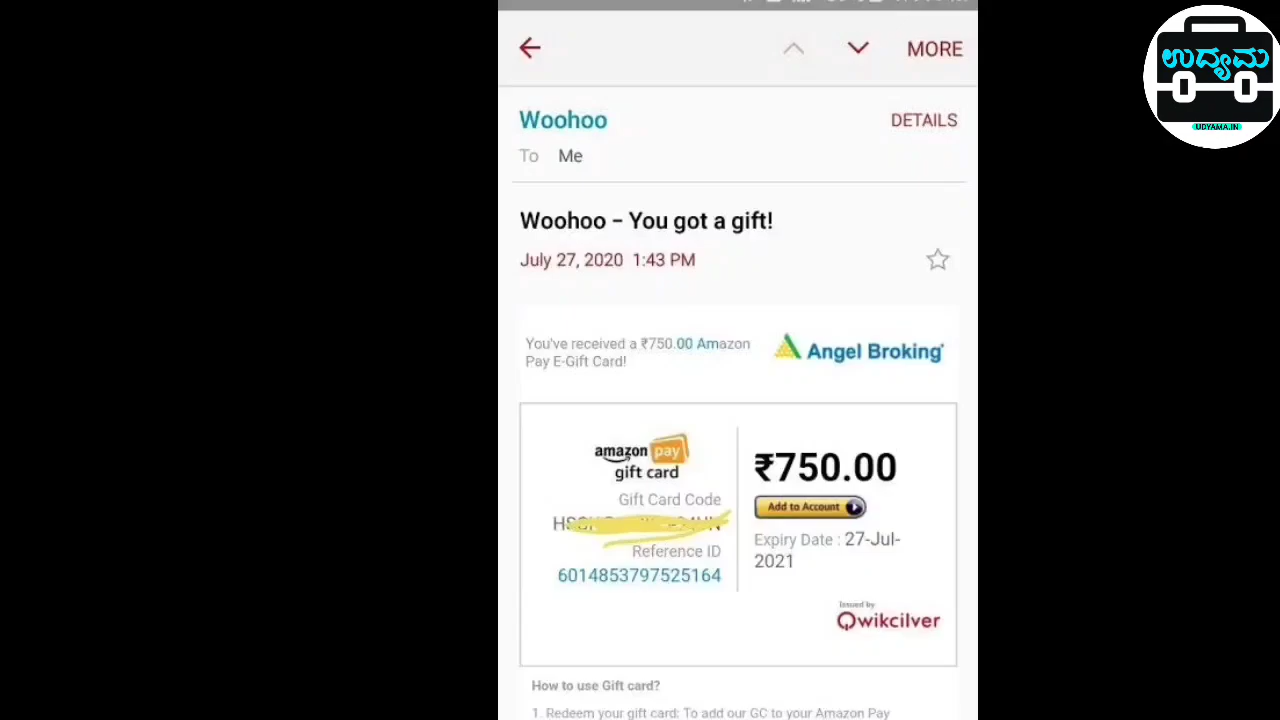 ಉದ್ಯಮ
UDYAMA.IN
MORE
Woohoo
DETAILS
To Me
Woohoo – You got a gift!
July 27, 2020 1:43 PM
You've received a ₹750.00 Amazon
Pay E-Gift Card!
Angel Broking
amazon pay
gift card
Gift Card Code
Reference ID
6014853797525164
₹750.00
Add to Account
Expiry Date : 27-Jul-
2021
Issued by
Qwikcilver
How to use Gift card?
1. Redeem your gift card: To add our GC to your Amazon Pay